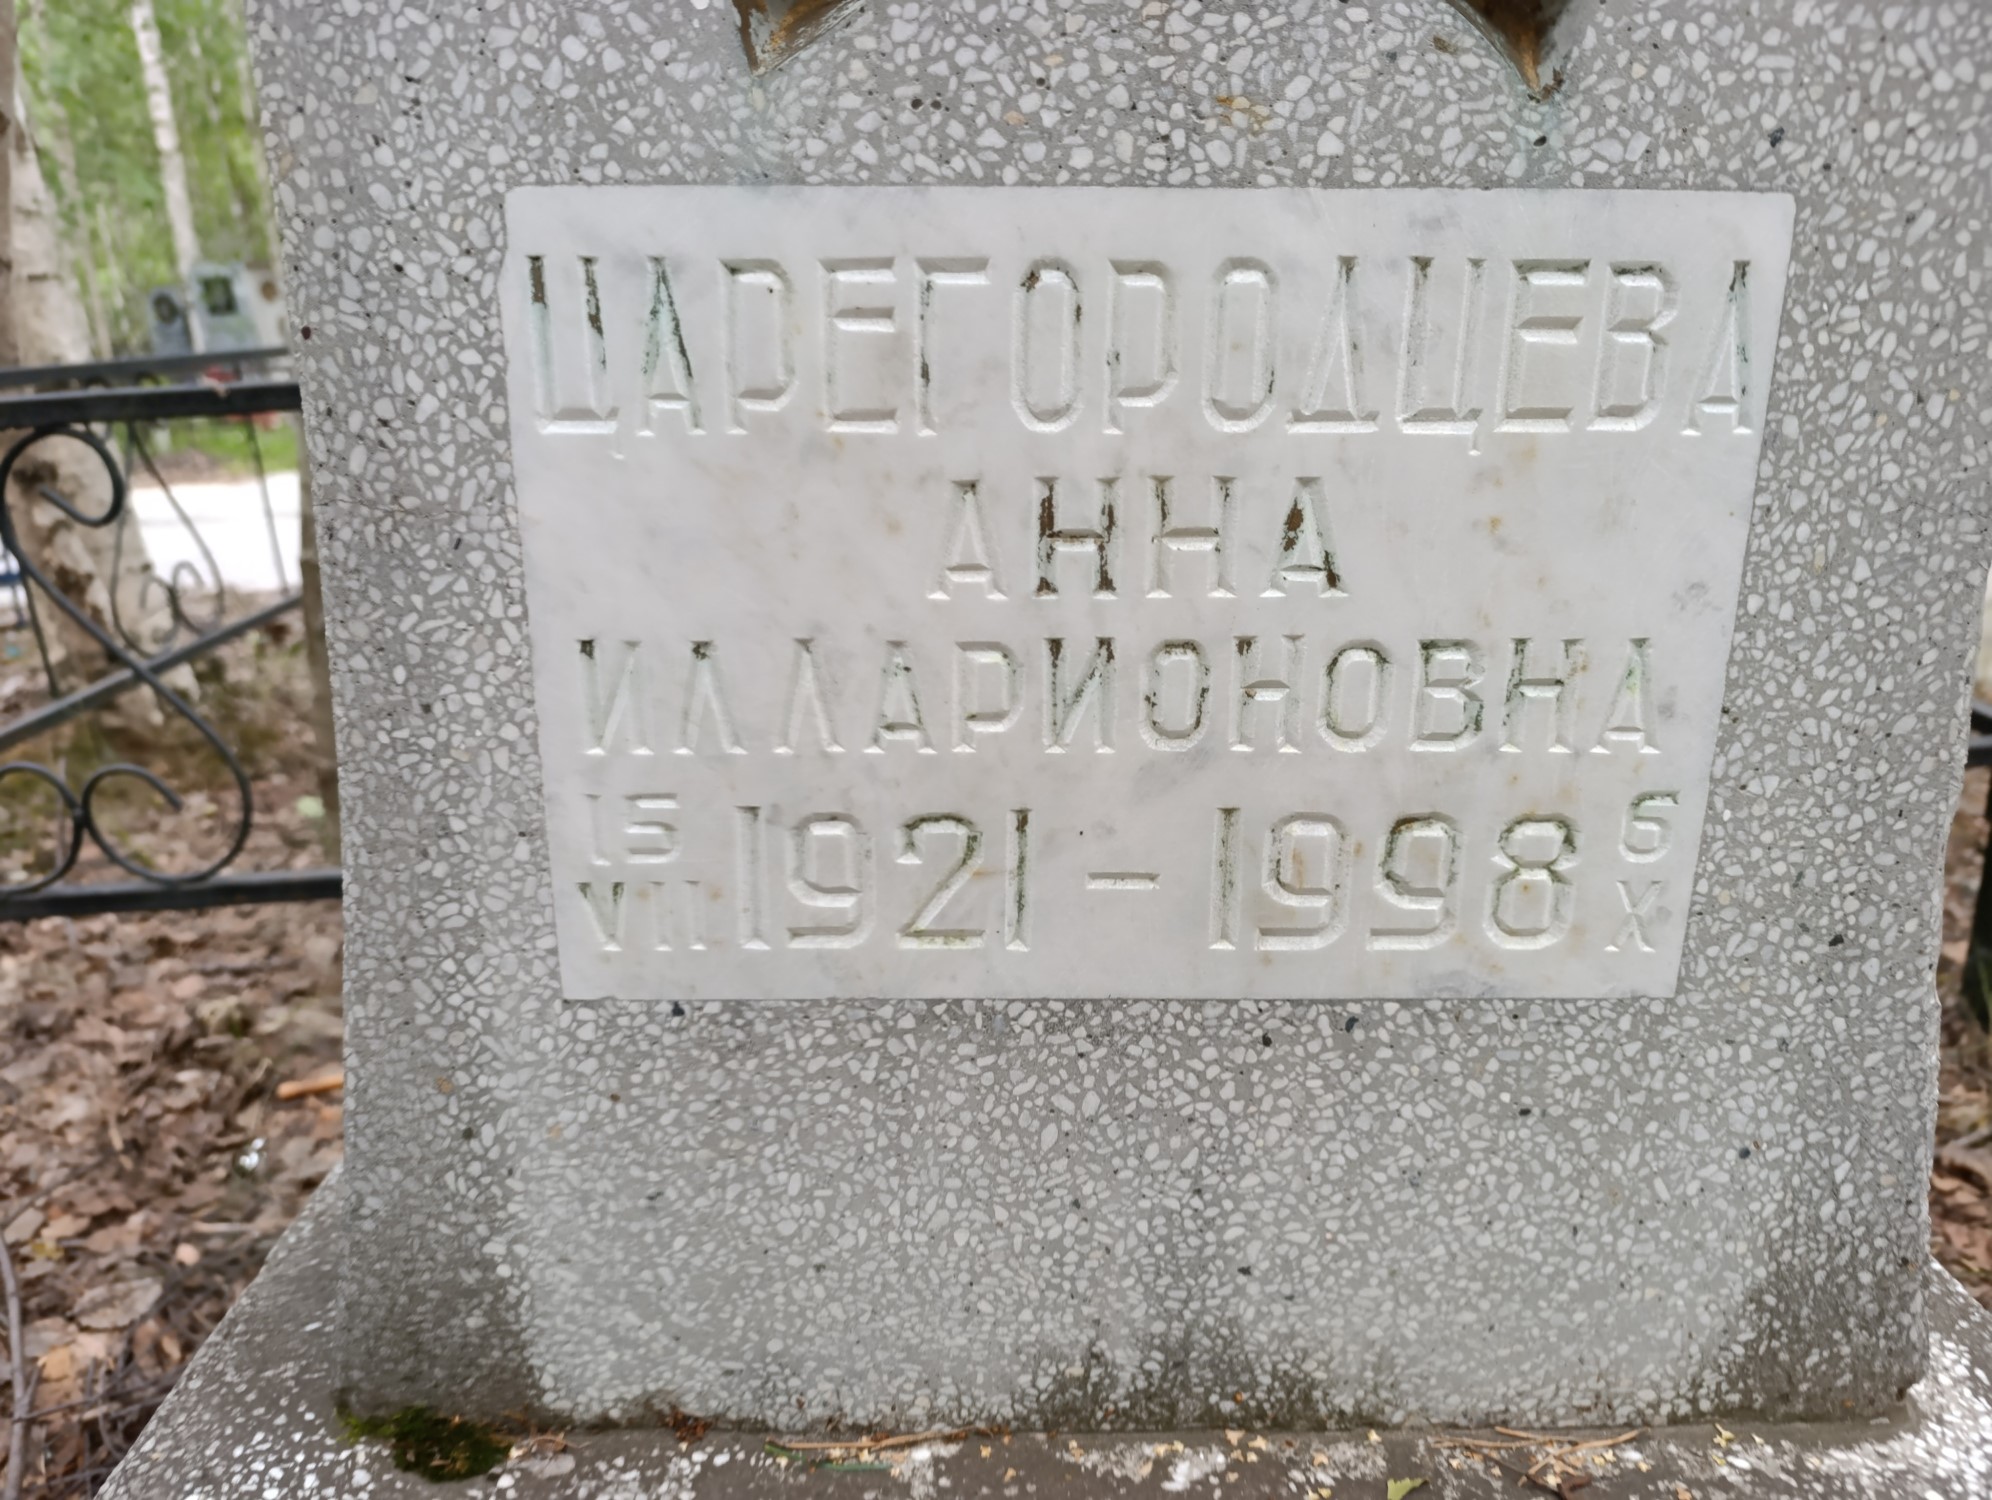 ЦАРЕГОРОДЦЕВА
АННА
ИЛЛАРИОНОВНА
15 VII 1921 – 1998 6 X